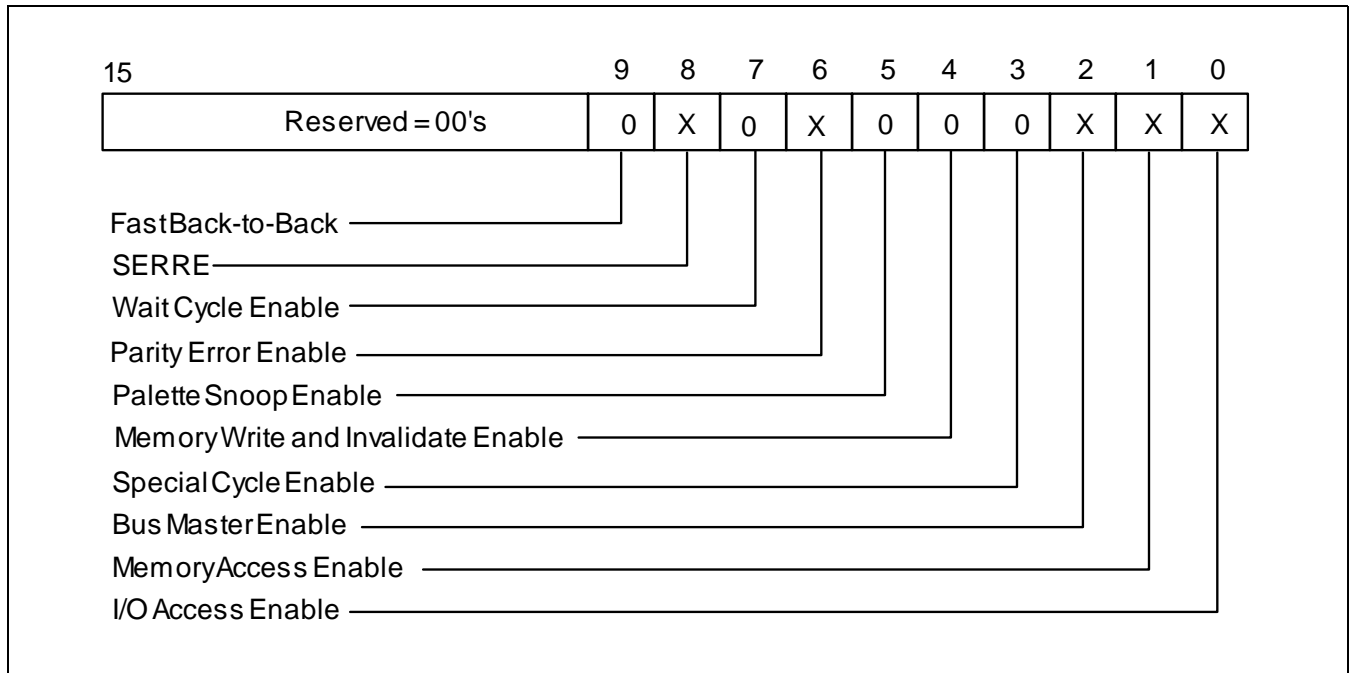 15 9 8 7 6 5 4 3 2 1 0
Reserved = 00's 0 X 0 X 0 0 0 X X X
Fast Back-to-Back
SERRE
Wait Cycle Enable
Parity Error Enable
Palette Snoop Enable
Memory Write and Invalidate Enable
Special Cycle Enable
Bus Master Enable
Memory Access Enable
I/O Access Enable